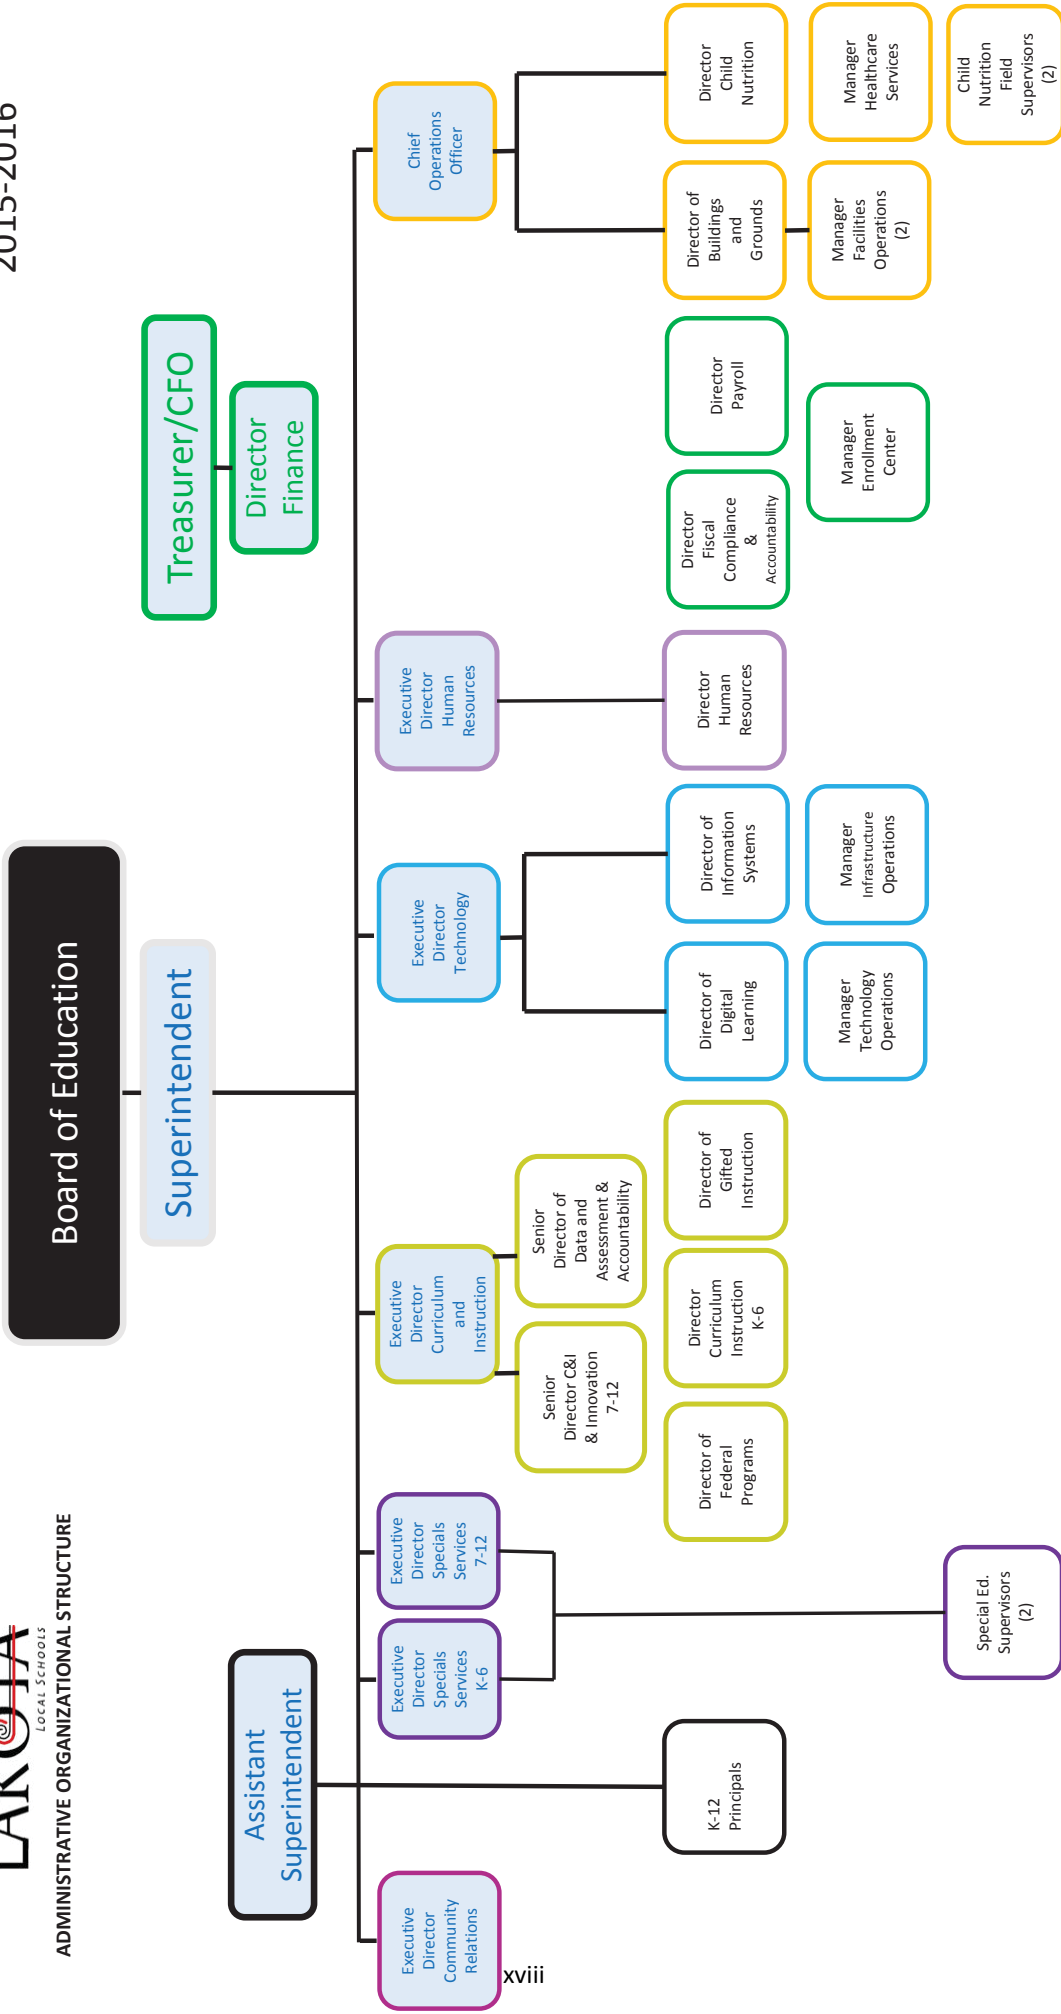 LAKOTA
LOCAL SCHOOLS
ADMINISTRATIVE ORGANIZATIONAL STRUCTURE
2015-2016
Board of Education
Superintendent
Treasurer/CFO
Director
Finance
Assistant
Superintendent
Executive
Director
Community
Relations
Executive
Director
Specials
Services
K-6
Executive
Director
Specials
Services
7-12
Executive
Director
Curriculum
and
Instruction
Executive
Director
Technology
Executive
Director
Human
Resources
Chief
Operations
Officer
Senior
Director C&I
& Innovation
7-12
Senior
Director of
Data and
Assessment &
Accountability
K-12
Principals
Director of
Federal
Programs
Director
Curriculum
Instruction
K-6
Director of
Gifted
Instruction
Director of
Digital
Learning
Director of
Information
Systems
Director
Human
Resources
Director
Fiscal
Compliance
&
Accountability
Director
Payroll
Director of
Buildings
and
Grounds
Director
Child
Nutrition
Manager
Technology
Operations
Manager
Infrastructure
Operations
Manager
Enrollment
Center
Manager
Facilities
Operations
(2)
Manager
Healthcare
Services
Special Ed.
Supervisors
(2)
Child
Nutrition
Field
Supervisors
(2)
xviii